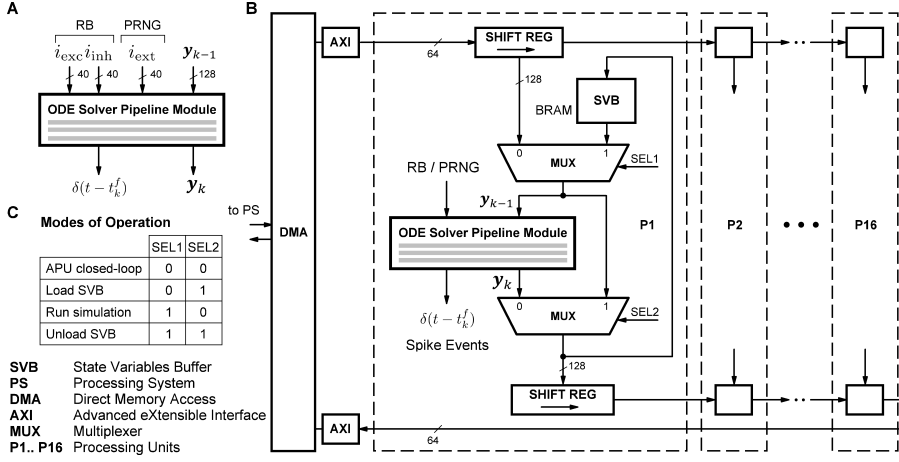 A
RB PRNG
i_exc i_inh i_ext y_{k-1}
40 40 40 128
ODE Solver Pipeline Module
δ(t − t_k^f) y_k
C
Modes of Operation
SEL1 SEL2
APU closed-loop 0 0
Load SVB 0 1
Run simulation 1 0
Unload SVB 1 1
SVB State Variables Buffer
PS Processing System
DMA Direct Memory Access
AXI Advanced eXtensible Interface
MUX Multiplexer
P1.. P16 Processing Units
B
to PS
DMA
AXI
64
SHIFT REG
128
BRAM
SVB
0 1
MUX
SEL1
RB / PRNG
y_{k-1}
ODE Solver Pipeline Module
y_k
0 1
MUX
SEL2
δ(t − t_k^f)
Spike Events
128
SHIFT REG
AXI
64
P1
P2
P16